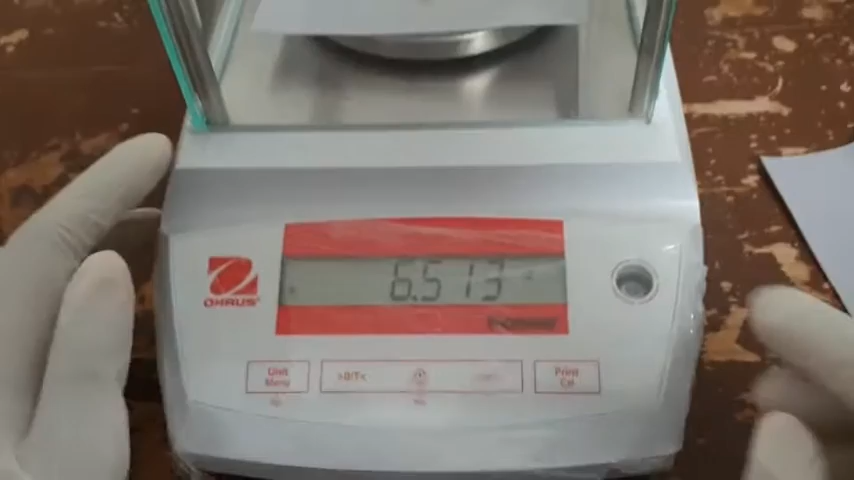 6.513
OHAUS
Unit
Menu
>0/T<
Print
Cal